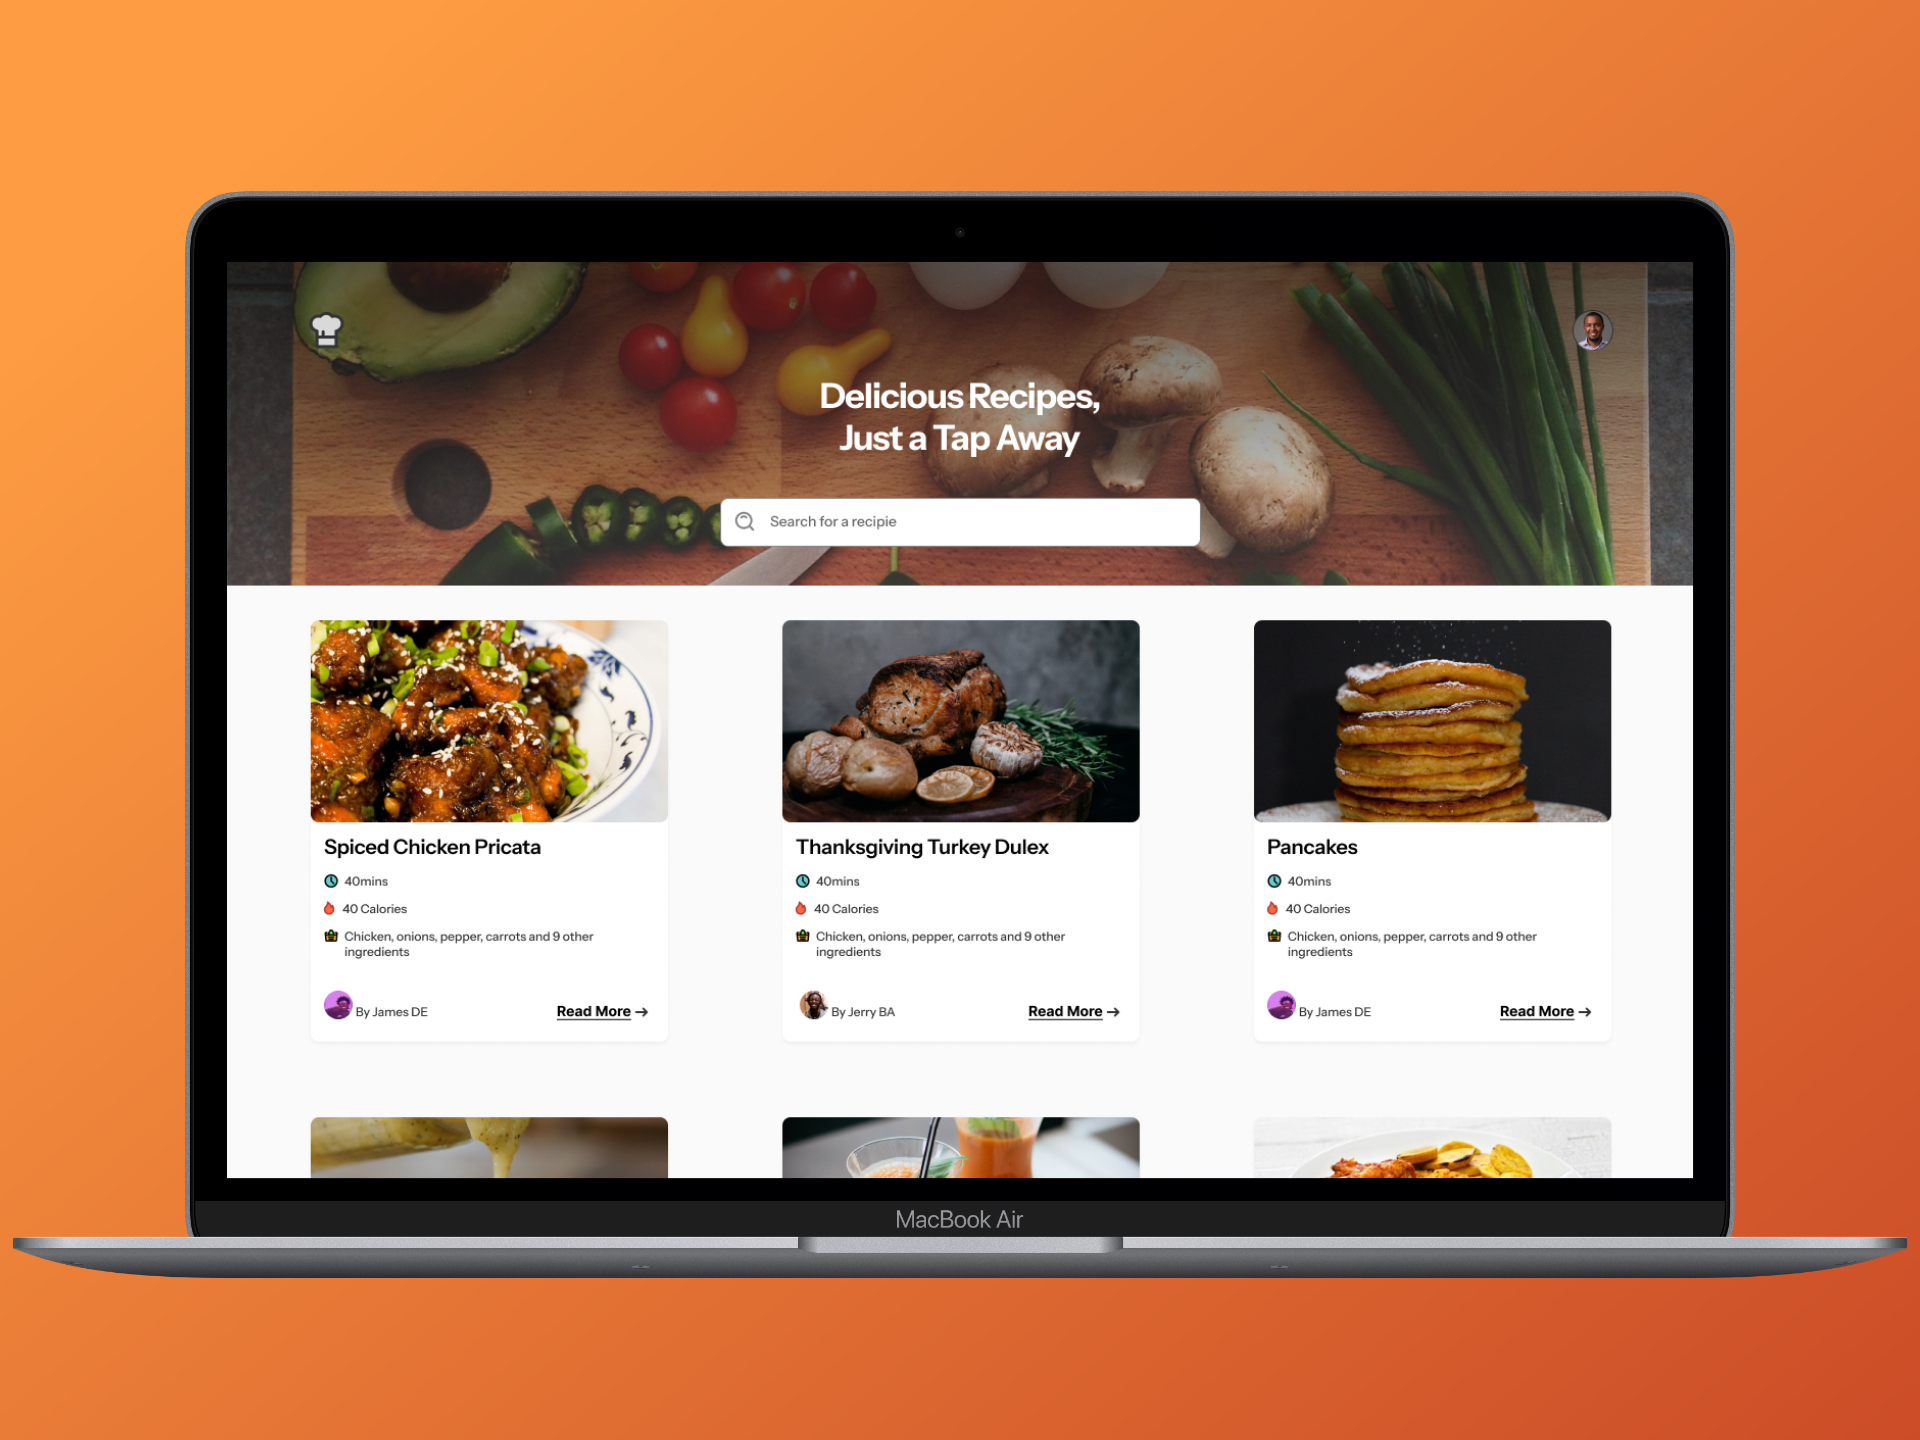 Delicious Recipes,
Just a Tap Away
Search for a recipie
Spiced Chicken Pricata
40mins
40 Calories
Chicken, onions, pepper, carrots and 9 other
ingredients
By James DE
Read More →
Thanksgiving Turkey Dulex
40mins
40 Calories
Chicken, onions, pepper, carrots and 9 other
ingredients
By Jerry BA
Read More →
Pancakes
40mins
40 Calories
Chicken, onions, pepper, carrots and 9 other
ingredients
By James DE
Read More →
MacBook Air